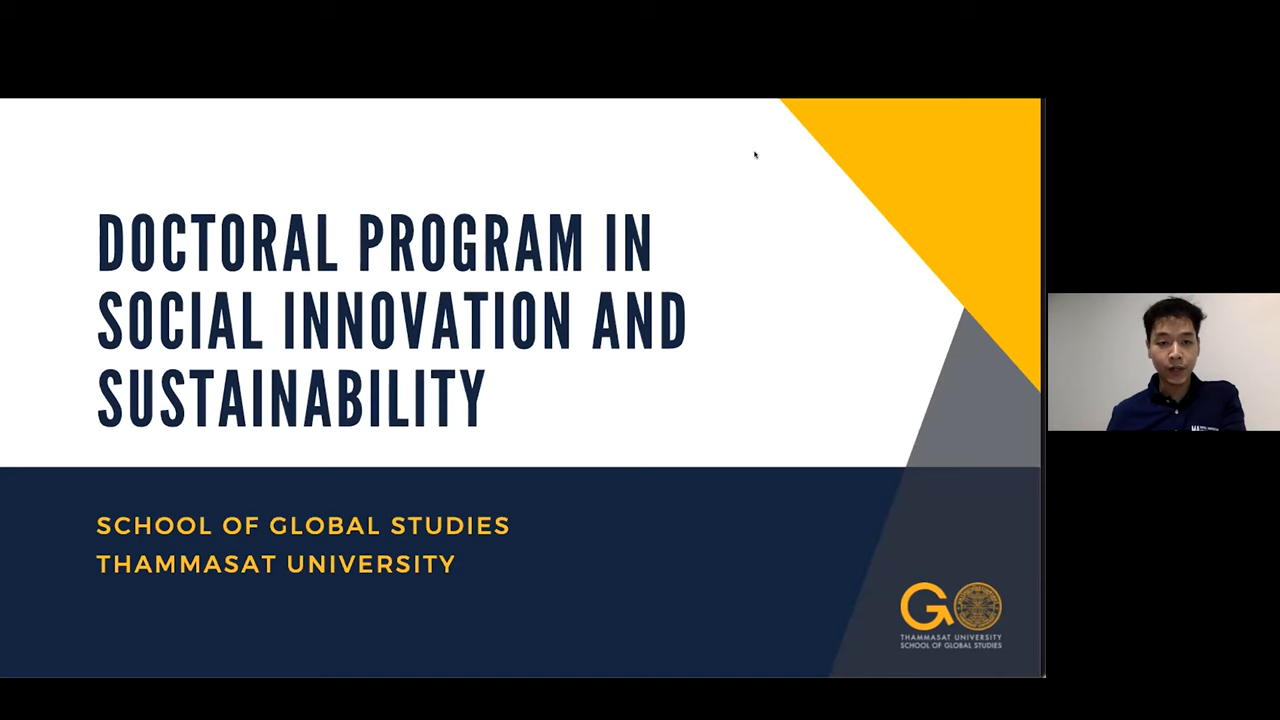 DOCTORAL PROGRAM IN
SOCIAL INNOVATION AND
SUSTAINABILITY
SCHOOL OF GLOBAL STUDIES
THAMMASAT UNIVERSITY
GO
THAMMASAT UNIVERSITY
SCHOOL OF GLOBAL STUDIES